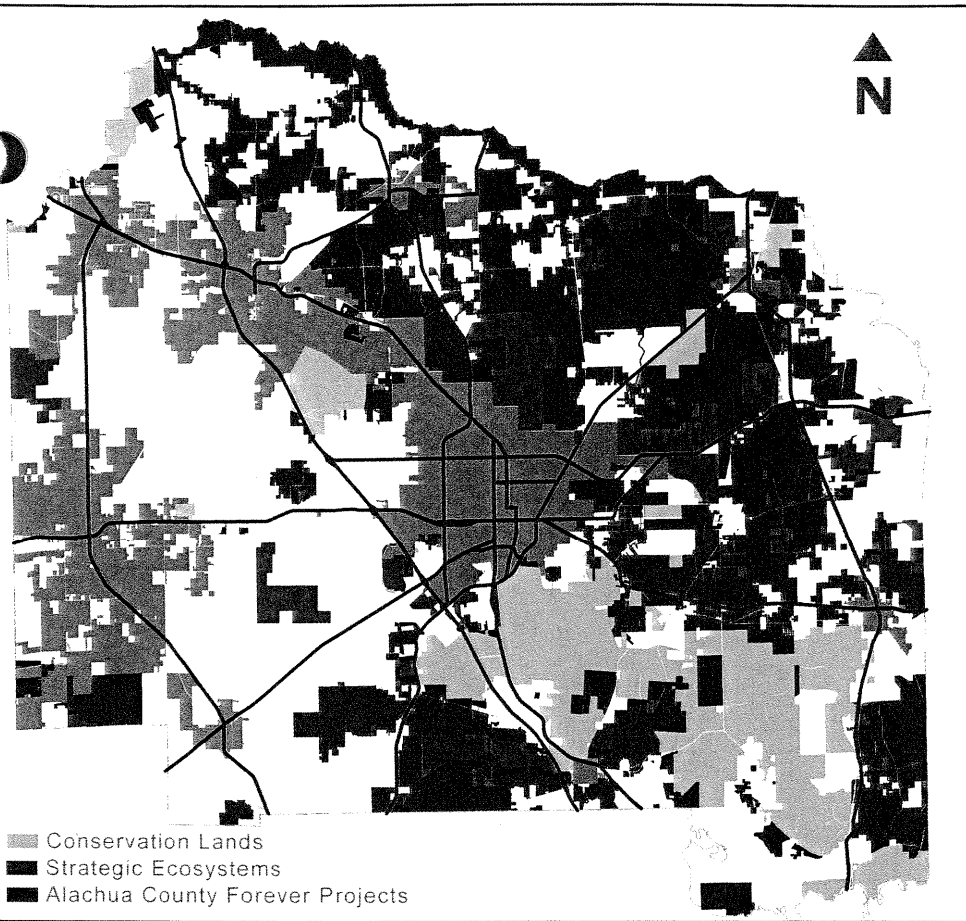 N
Conservation Lands
Strategic Ecosystems
Alachua County Forever Projects